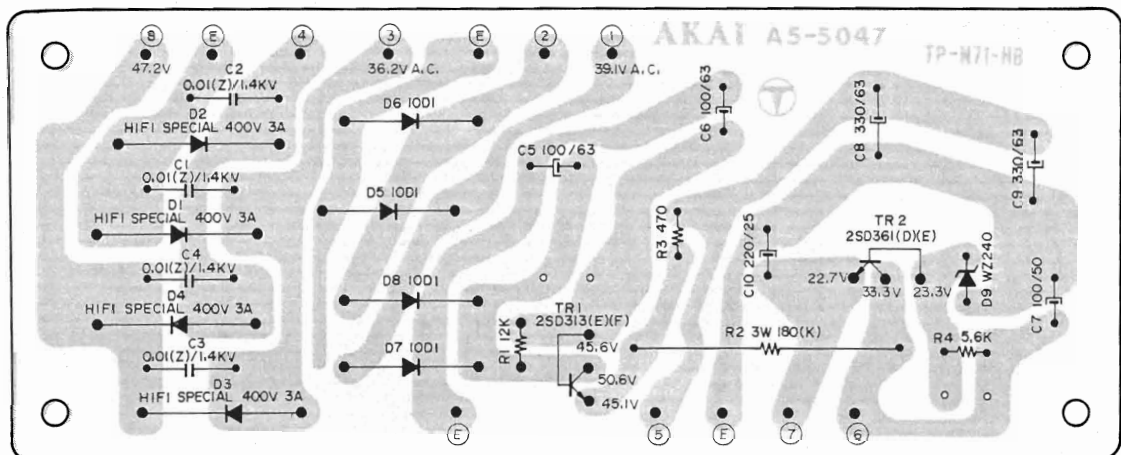 8 E 4 3 E 2 1
AKAI A5-5047
TP-W71-HB
47.2V
36.2V A.C.
39.1V A.C.
C2
0.01(Z)/1.4KV
D2
HIFI SPECIAL 400V 3A
C1
0.01(Z)/1.4KV
D1
HIFI SPECIAL 400V 3A
C4
0.01(Z)/1.4KV
D4
HIFI SPECIAL 400V 3A
C3
0.01(Z)/1.4KV
D3
HIFI SPECIAL 400V 3A
D6 10D1
D5 10D1
D8 10D1
D7 10D1
C5 100/63
C6 100/63
C8 330/63
C9 330/63
R3 470
C10 220/25
TR2
2SD361(D)(E)
22.7V
33.3V
23.3V
D9 WZ240
C7 100/50
R1 12K
TR1
2SD313(E)(F)
45.6V
50.6V
45.1V
R2 3W 180(K)
R4 5.6K
E 5 E 7 6